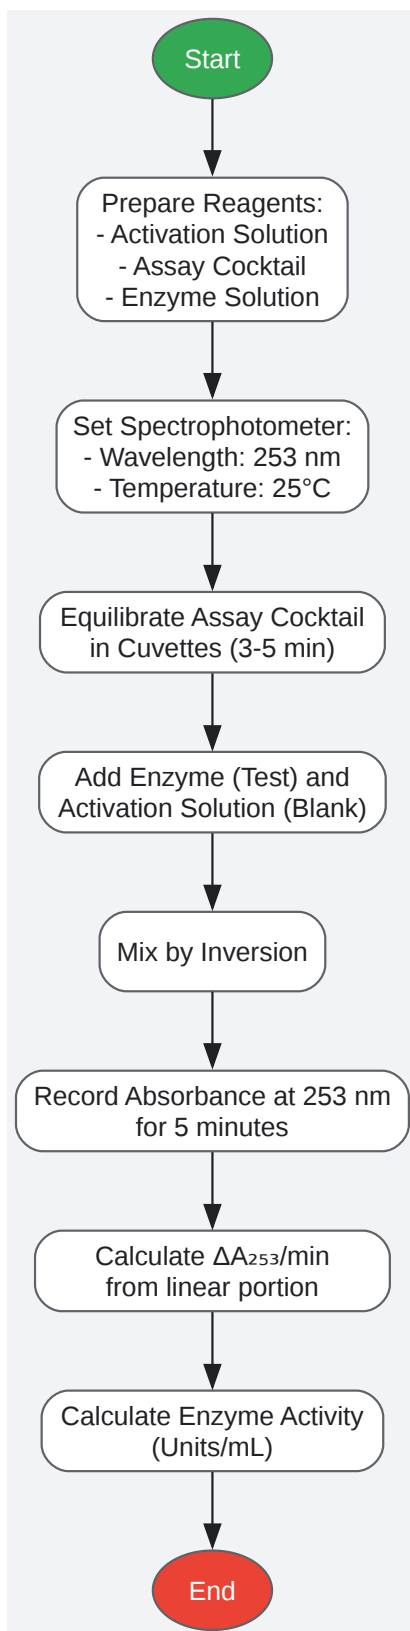 Start
Prepare Reagents:
- Activation Solution
- Assay Cocktail
- Enzyme Solution
Set Spectrophotometer:
- Wavelength: 253 nm
- Temperature: 25°C
Equilibrate Assay Cocktail
in Cuvettes (3-5 min)
Add Enzyme (Test) and
Activation Solution (Blank)
Mix by Inversion
Record Absorbance at 253 nm
for 5 minutes
Calculate ΔA₂₅₃/min
from linear portion
Calculate Enzyme Activity
(Units/mL)
End